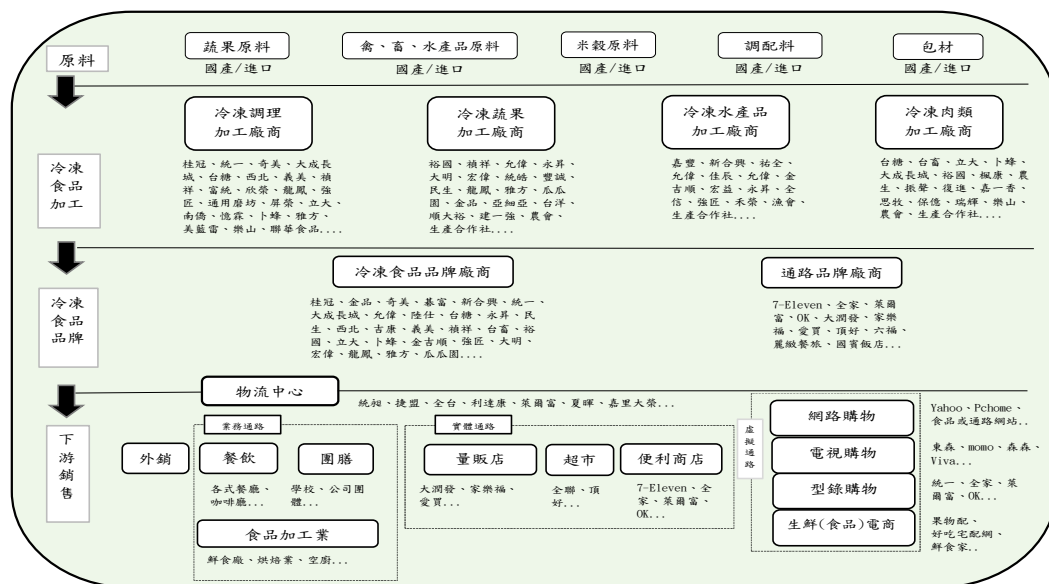 原料
蔬果原料
國產/進口
禽、畜、水產品原料
國產/進口
米穀原料
國產/進口
調配料
國產/進口
包材
國產/進口
冷凍
食品
加工
冷凍調理
加工廠商
桂冠、統一、奇美、大成長
城、台糖、西北、義美、禎
祥、富統、欣榮、龍鳳、強
匠、通用磨坊、屏榮、立大、
南僑、憶霖、卜蜂、雅方、
美藍雷、樂山、聯華食品....
冷凍蔬果
加工廠商
裕國、禎祥、允偉、永昇、
大明、宏偉、統皓、豐誠、
民生、龍鳳、雅方、瓜瓜
園、金品、亞細亞、台洋、
順大裕、建一強、農會、
生產合作社....
冷凍水產品
加工廠商
嘉豐、新合興、祐全、
允偉、佳辰、允偉、金
吉順、宏益、永昇、全
信、強匠、禾榮、漁會、
生產合作社....
冷凍肉類
加工廠商
台糖、台畜、立大、卜蜂、
大成長城、裕國、楓康、農
生、振聲、復進、嘉一香、
思牧、保億、瑞輝、樂山、
農會、生產合作社....
冷凍
食品
品牌
冷凍食品品牌廠商
桂冠、金品、奇美、碁富、新合興、統一、
大成長城、允偉、陸仕、台糖、永昇、民
生、西北、吉康、義美、禎祥、台畜、裕
國、立大、卜蜂、金吉順、強匠、大明、
宏偉、龍鳳、雅方、瓜瓜園....
通路品牌廠商
7-Eleven、全家、萊爾
富、OK、大潤發、家樂
福、愛買、頂好、六福、
麗緻餐旅、國賓飯店...
下
游
銷
售
物流中心
統昶、捷盟、全台、利達康、萊爾富、夏暉、嘉里大榮...
外銷
業務通路
餐飲
各式餐廳、
咖啡廳...
團膳
學校、公司團
體...
食品加工業
鮮食廠、烘焙業、空廚...
實體通路
量販店
大潤發、家樂福、
愛買...
超市
全聯、頂
好...
便利商店
7-Eleven、全
家、萊爾富、
OK...
虛
擬
通
路
網路購物
Yahoo、Pchome、
食品或通路網站..
電視購物
東森、momo、森森、
Viva...
型錄購物
統一、全家、萊
爾富、OK...
生鮮(食品)電商
果物配、
好吃宅配網、
鮮食家..